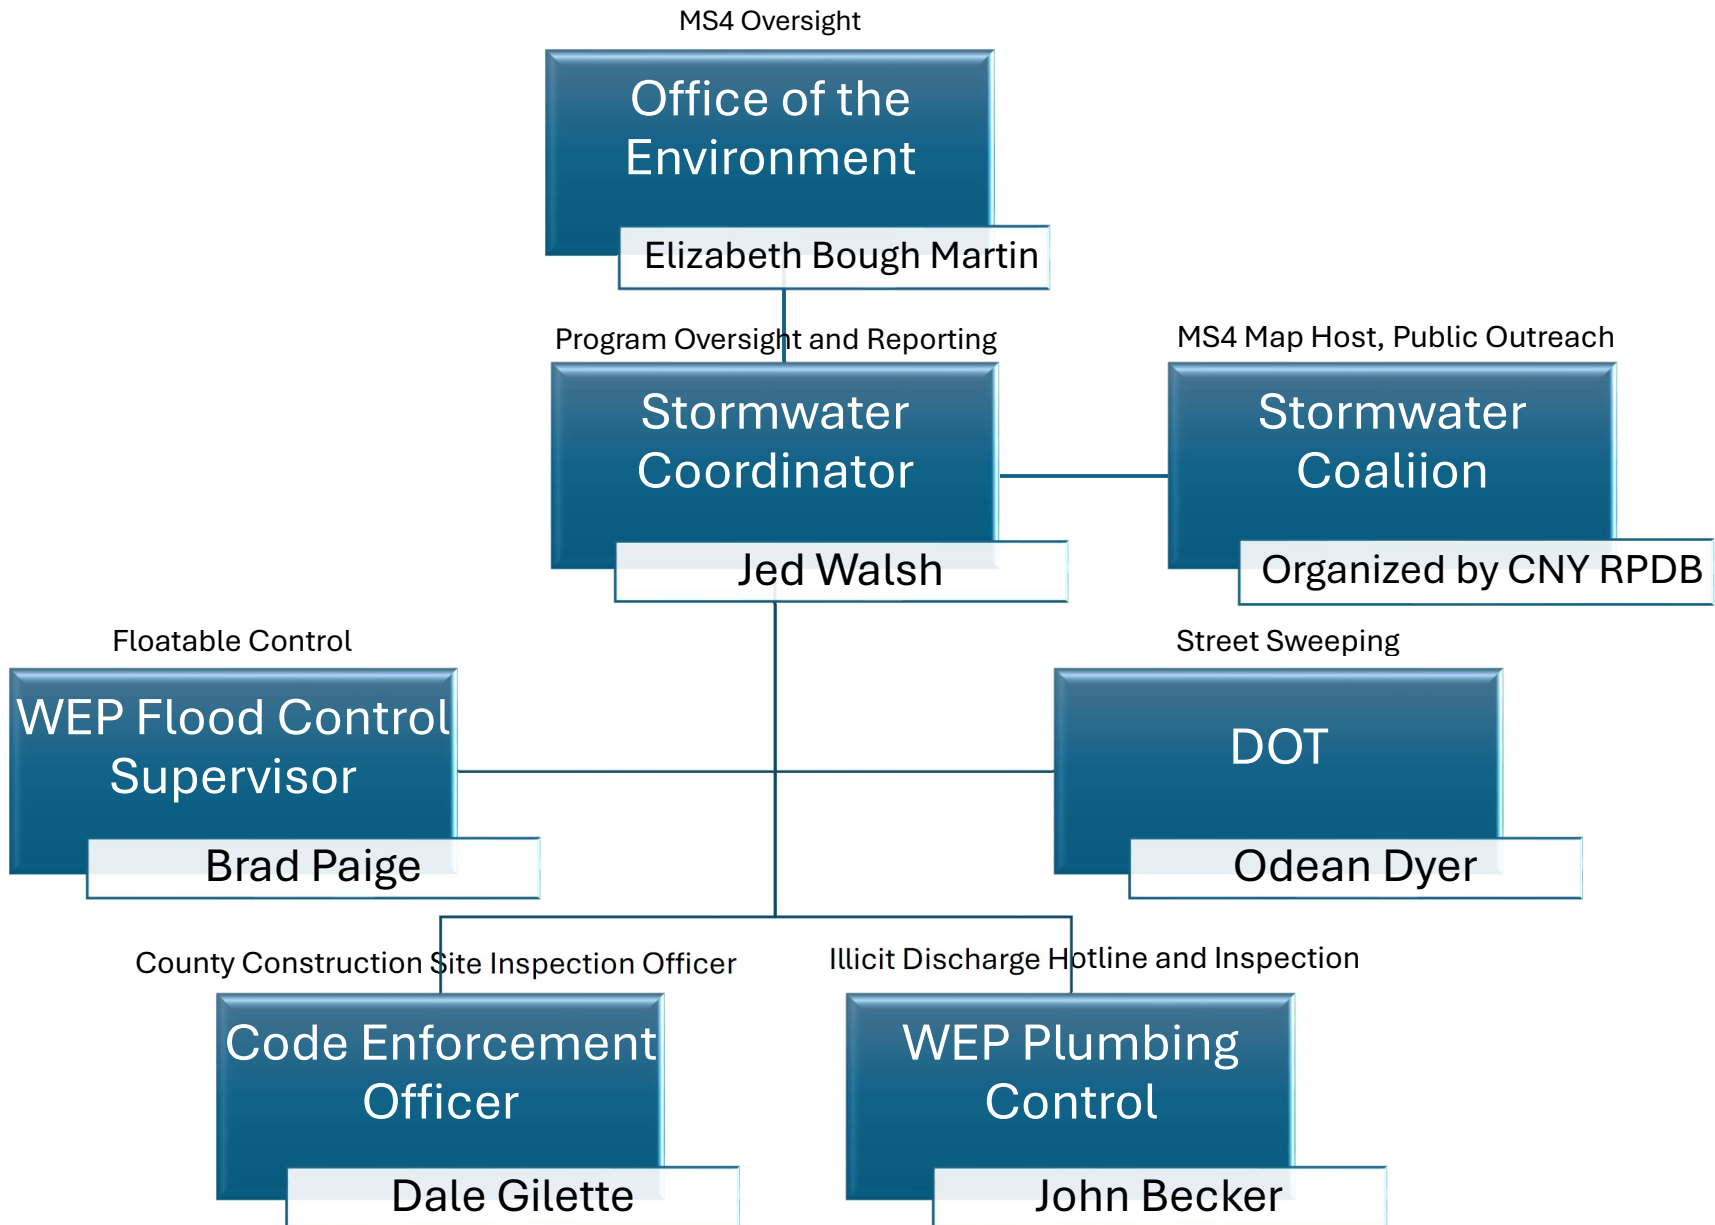 MS4 Oversight
Office of the
Environment
Elizabeth Bough Martin
Program Oversight and Reporting
Stormwater
Coordinator
Jed Walsh
MS4 Map Host, Public Outreach
Stormwater
Coaliion
Organized by CNY RPDB
Floatable Control
WEP Flood Control
Supervisor
Brad Paige
Street Sweeping
DOT
Odean Dyer
County Construction Site Inspection Officer
Code Enforcement
Officer
Dale Gilette
Illicit Discharge Hotline and Inspection
WEP Plumbing
Control
John Becker